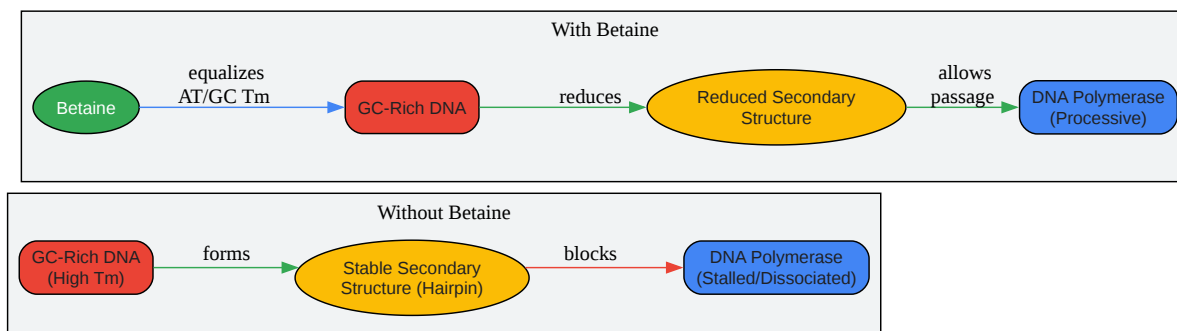 With Betaine
Betaine
equalizes
AT/GC Tm
GC-Rich DNA
reduces
Reduced Secondary
Structure
allows
passage
DNA Polymerase
(Processive)
Without Betaine
GC-Rich DNA
(High Tm)
forms
Stable Secondary
Structure (Hairpin)
blocks
DNA Polymerase
(Stalled/Dissociated)